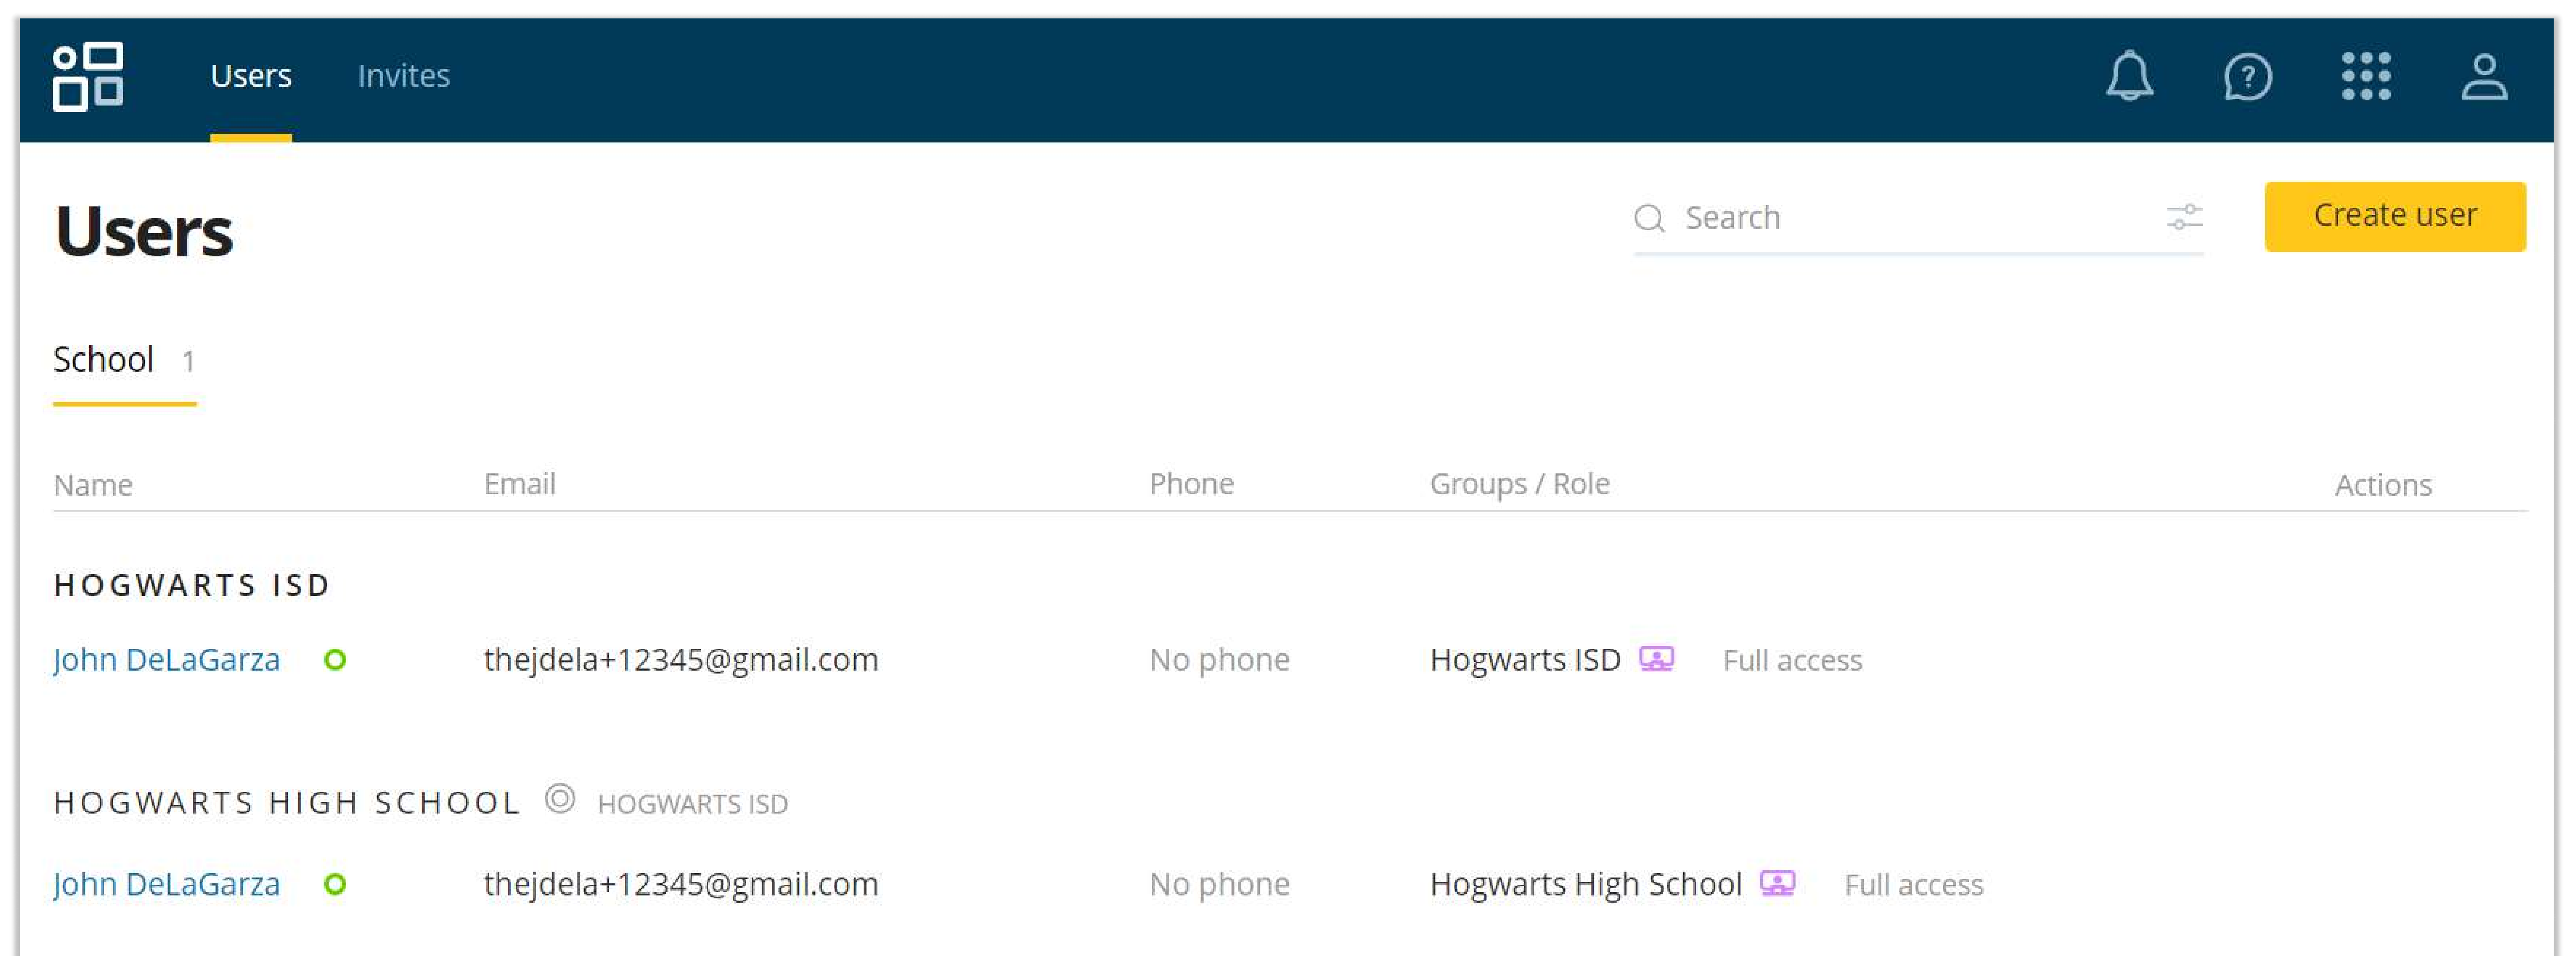 Users Invites
Users
Search
Create user
School 1
Name Email Phone Groups / Role Actions
HOGWARTS ISD
John DeLaGarza thejdela+12345@gmail.com No phone Hogwarts ISD Full access
HOGWARTS HIGH SCHOOL HOGWARTS ISD
John DeLaGarza thejdela+12345@gmail.com No phone Hogwarts High School Full access